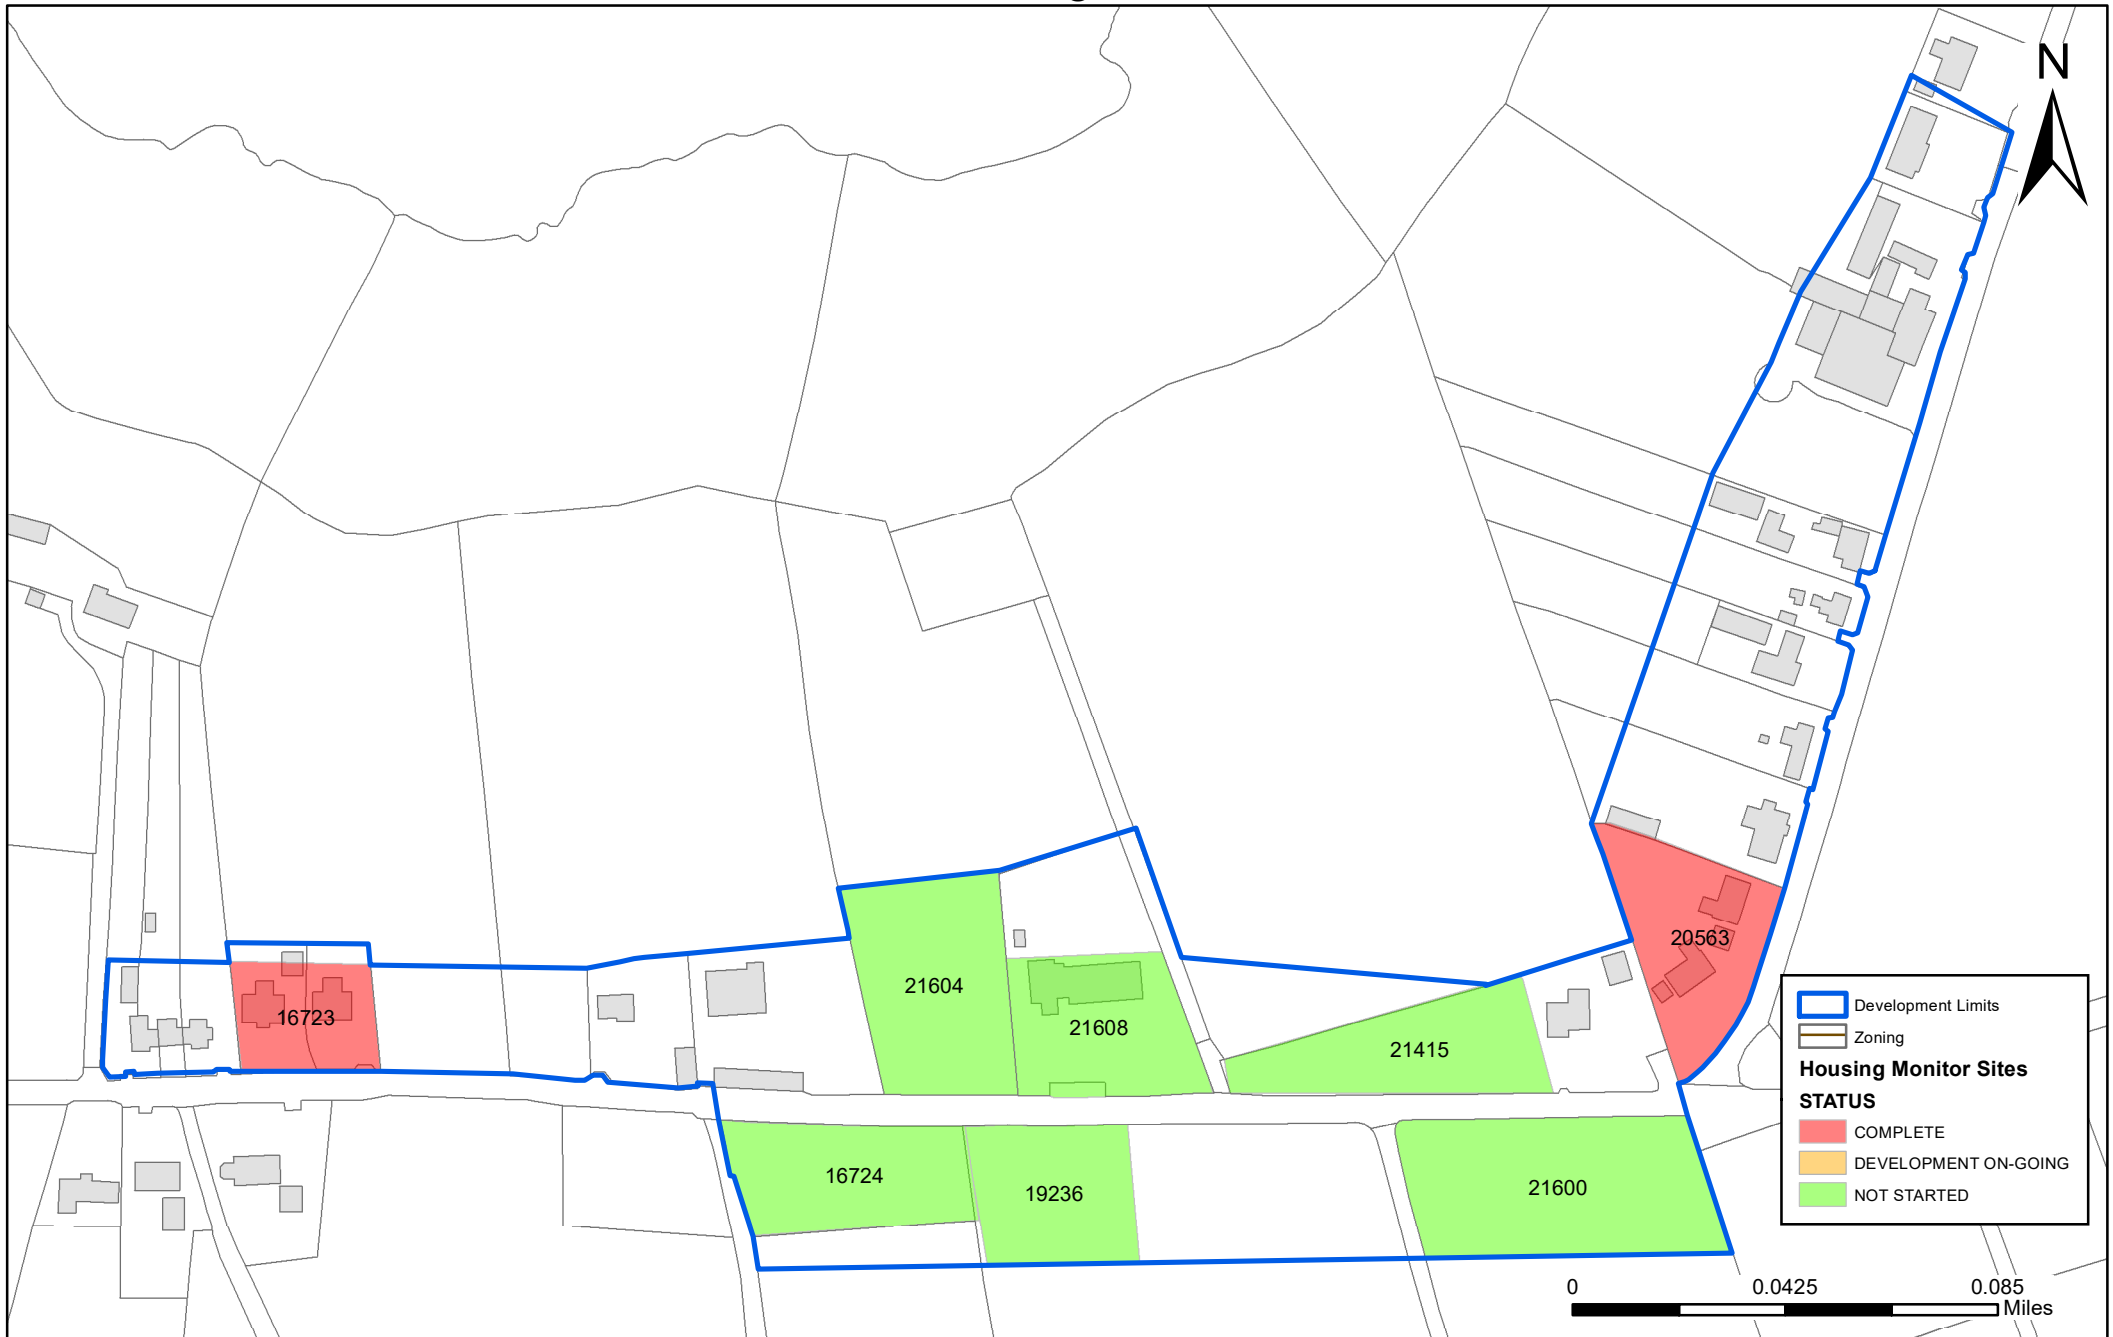 N
20563
21604
16723
21608
21415
16724
19236
21600
Development Limits
Zoning
Housing Monitor Sites
STATUS
COMPLETE
DEVELOPMENT ON-GOING
NOT STARTED
0 0.0425 0.085
Miles